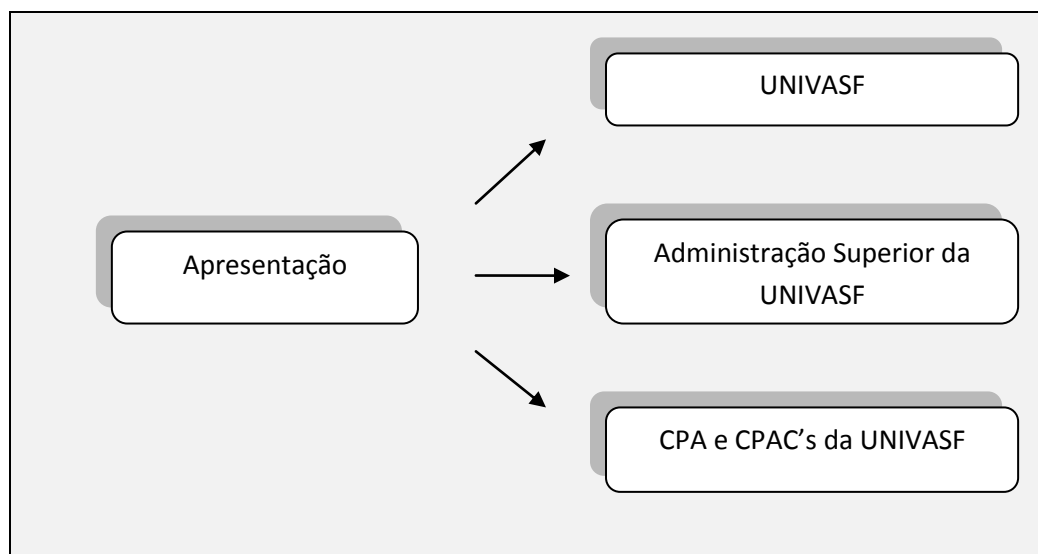 UNIVASF
Apresentação
Administração Superior da
UNIVASF
CPA e CPAC’s da UNIVASF